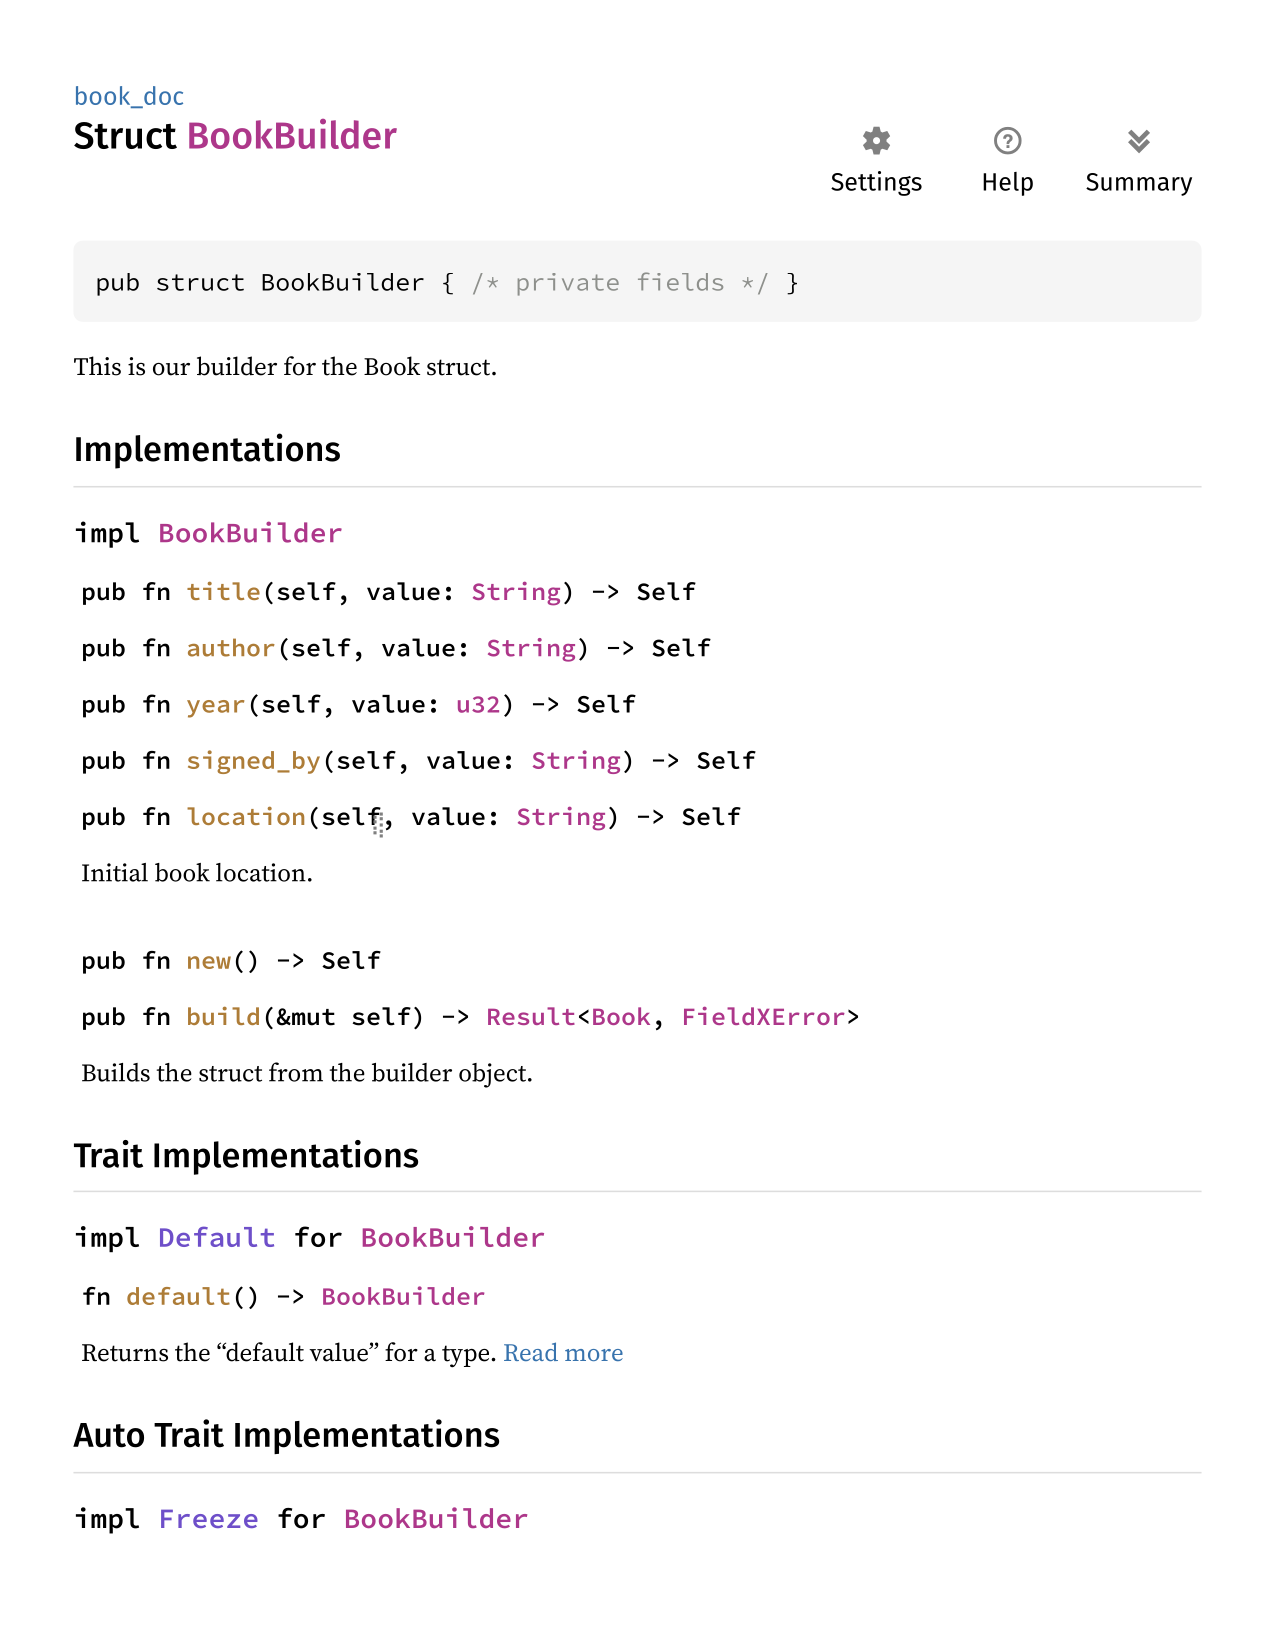 book_doc
Struct BookBuilder
Settings
Help
Summary
pub struct BookBuilder { /* private fields */ }
This is our builder for the Book struct.
Implementations
impl BookBuilder
pub fn title(self, value: String) -> Self
pub fn author(self, value: String) -> Self
pub fn year(self, value: u32) -> Self
pub fn signed_by(self, value: String) -> Self
pub fn location(self, value: String) -> Self
Initial book location.
pub fn new() -> Self
pub fn build(&mut self) -> Result<Book, FieldXError>
Builds the struct from the builder object.
Trait Implementations
impl Default for BookBuilder
fn default() -> BookBuilder
Returns the “default value” for a type. Read more
Auto Trait Implementations
impl Freeze for BookBuilder